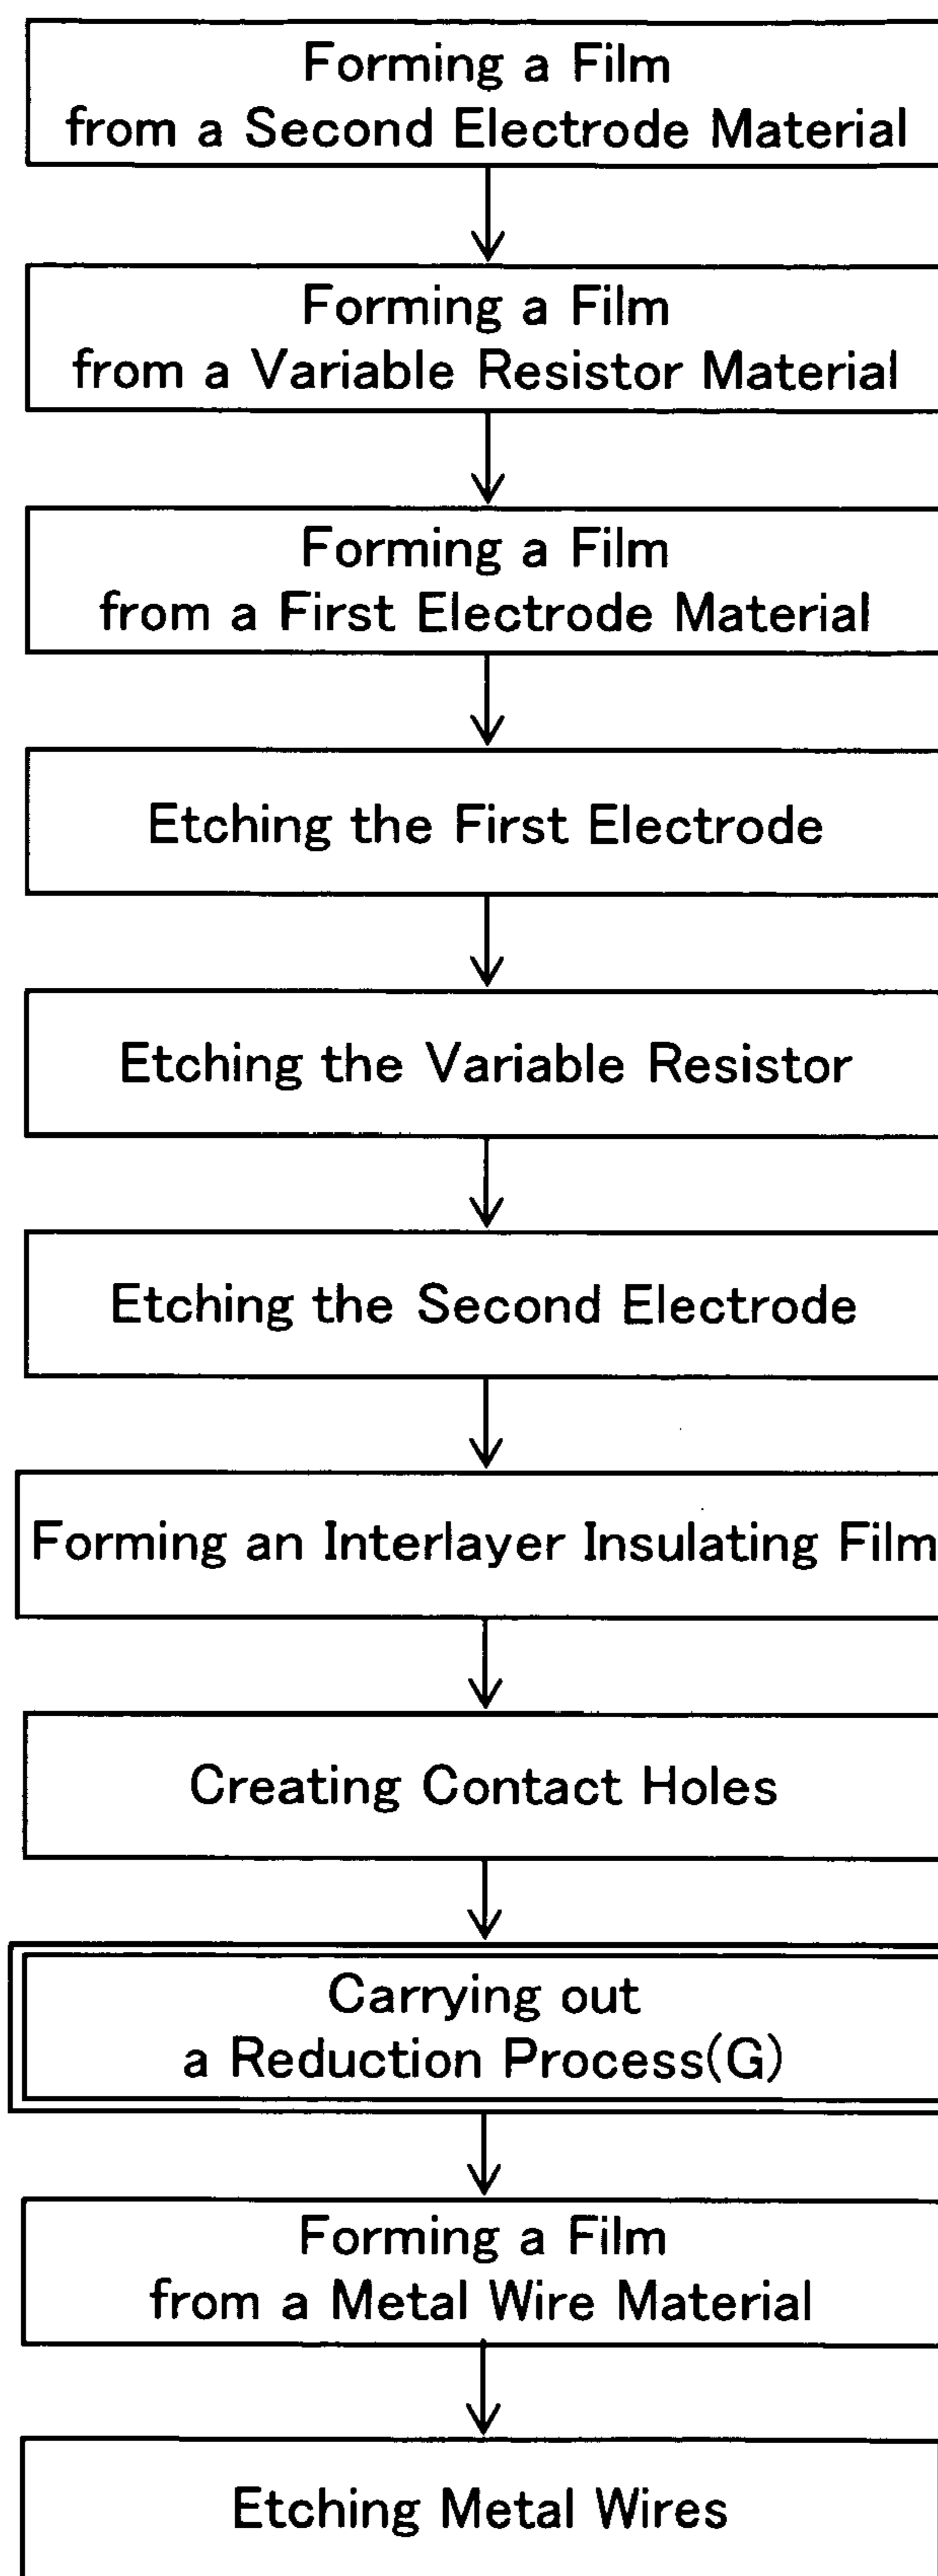 Forming a Film
from a Second Electrode Material
Forming a Film
from a Variable Resistor Material
Forming a Film
from a First Electrode Material
Etching the First Electrode
Etching the Variable Resistor
Etching the Second Electrode
Forming an Interlayer Insulating Film
Creating Contact Holes
Carrying out
a Reduction Process(G)
Forming a Film
from a Metal Wire Material
Etching Metal Wires